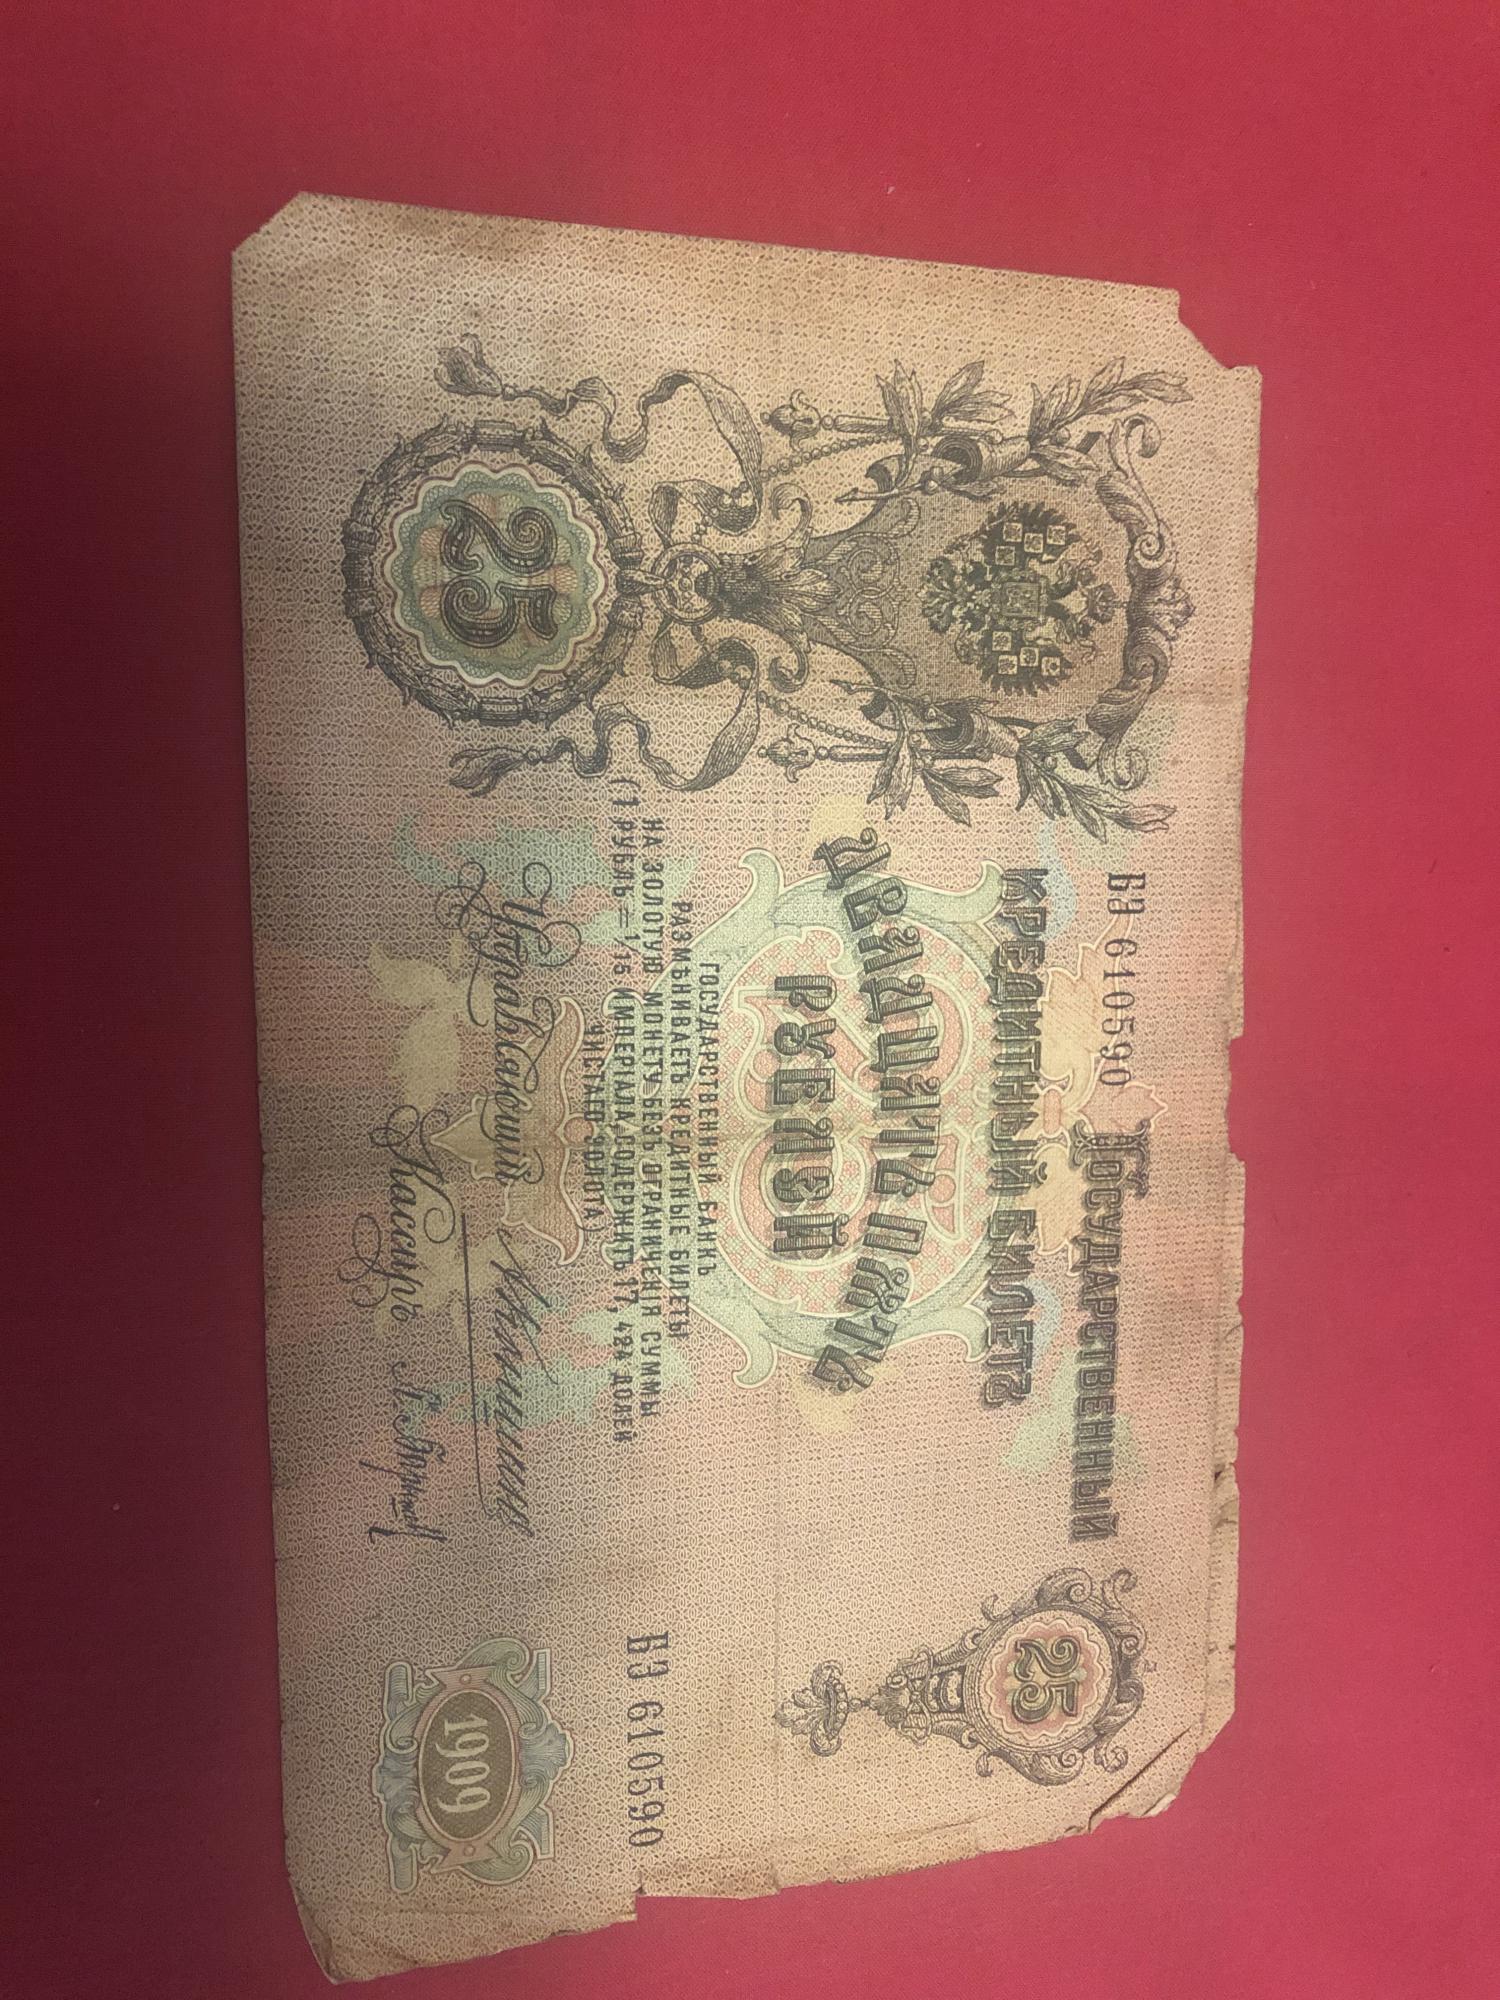 БЭ 610590
Государственный
КРЕДИТНЫЙ БИЛЕТЪ
25
ДВАДЦАТЬ ПЯТЬ
РУБЛЕЙ
ГОСУДАРСТВЕННЫЙ БАНКЪ
РАЗМѢНИВАЕТЪ КРЕДИТНЫЕ БИЛЕТЫ
НА ЗОЛОТУЮ МОНЕТУ БЕЗЪ ОГРАНИЧЕНІЯ СУММЫ
(1 РУБЛЬ = 1/15 ИМПЕРІАЛА, СОДЕРЖИТЪ 17,424 ДОЛЕЙ
ЧИСТАГО ЗОЛОТА)
25
БЭ 610590
Управляющій
Кассиръ
1909